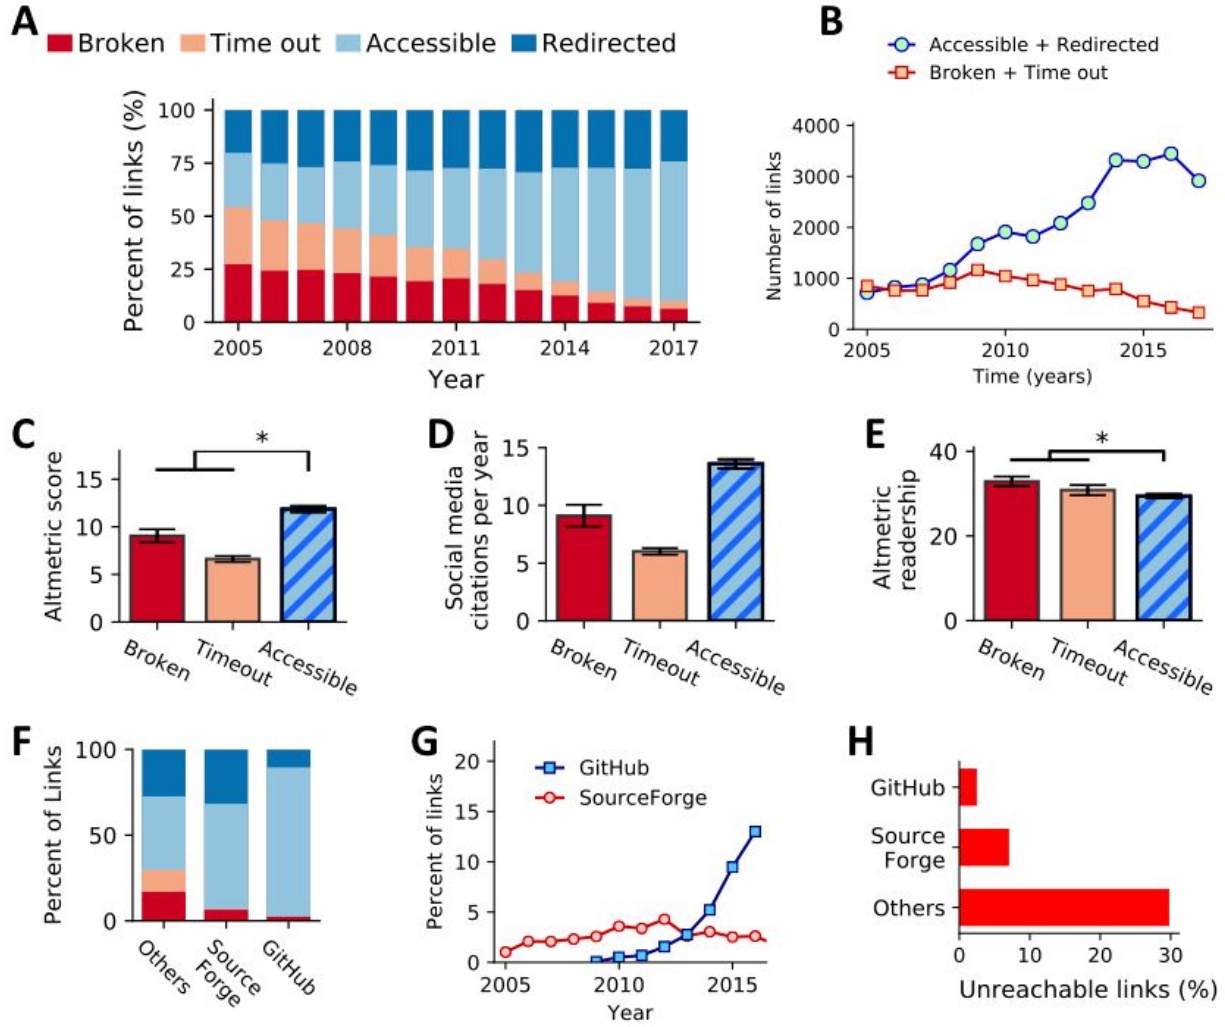 A
Broken Time out Accessible Redirected
Percent of links (%)
100
75
50
25
0
2005 2008 2011 2014 2017
Year
B
Accessible + Redirected
Broken + Time out
Number of links
4000
3000
2000
1000
0
2005 2010 2015
Time (years)
C
Altmetric score
*
15
10
5
0
Broken Timeout Accessible
D
Social media
citations per year
15
10
5
0
Broken Timeout Accessible
E
Altmetric
readership
*
40
20
0
Broken Timeout Accessible
F
Percent of Links
100
50
0
Others
Source
Forge
GitHub
G
GitHub
SourceForge
Percent of links
20
15
10
5
0
2005 2010 2015
Year
H
GitHub
Source
Forge
Others
0 10 20 30
Unreachable links (%)